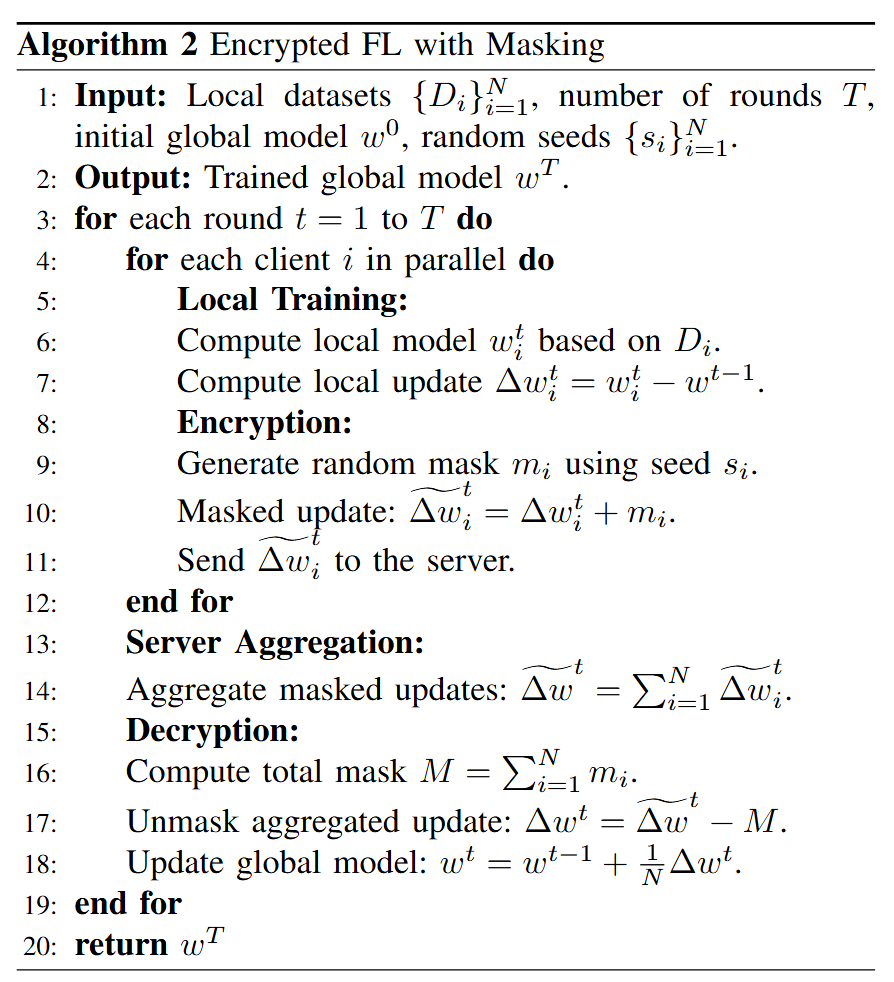 Algorithm 2 Encrypted FL with Masking
1: Input: Local datasets $\{D_i\}_{i=1}^N$, number of rounds $T$,
initial global model $w^0$, random seeds $\{s_i\}_{i=1}^N$.
2: Output: Trained global model $w^T$.
3: for each round $t = 1$ to $T$ do
4: for each client $i$ in parallel do
5: Local Training:
6: Compute local model $w_i^t$ based on $D_i$.
7: Compute local update $\Delta w_i^t = w_i^t - w^{t-1}$.
8: Encryption:
9: Generate random mask $m_i$ using seed $s_i$.
10: Masked update: $\widetilde{\Delta w}_i^t = \Delta w_i^t + m_i$.
11: Send $\widetilde{\Delta w}_i^t$ to the server.
12: end for
13: Server Aggregation:
14: Aggregate masked updates: $\widetilde{\Delta w}^t = \sum_{i=1}^N \widetilde{\Delta w}_i^t$.
15: Decryption:
16: Compute total mask $M = \sum_{i=1}^N m_i$.
17: Unmask aggregated update: $\Delta w^t = \widetilde{\Delta w}^t - M$.
18: Update global model: $w^t = w^{t-1} + \frac{1}{N} \Delta w^t$.
19: end for
20: return $w^T$